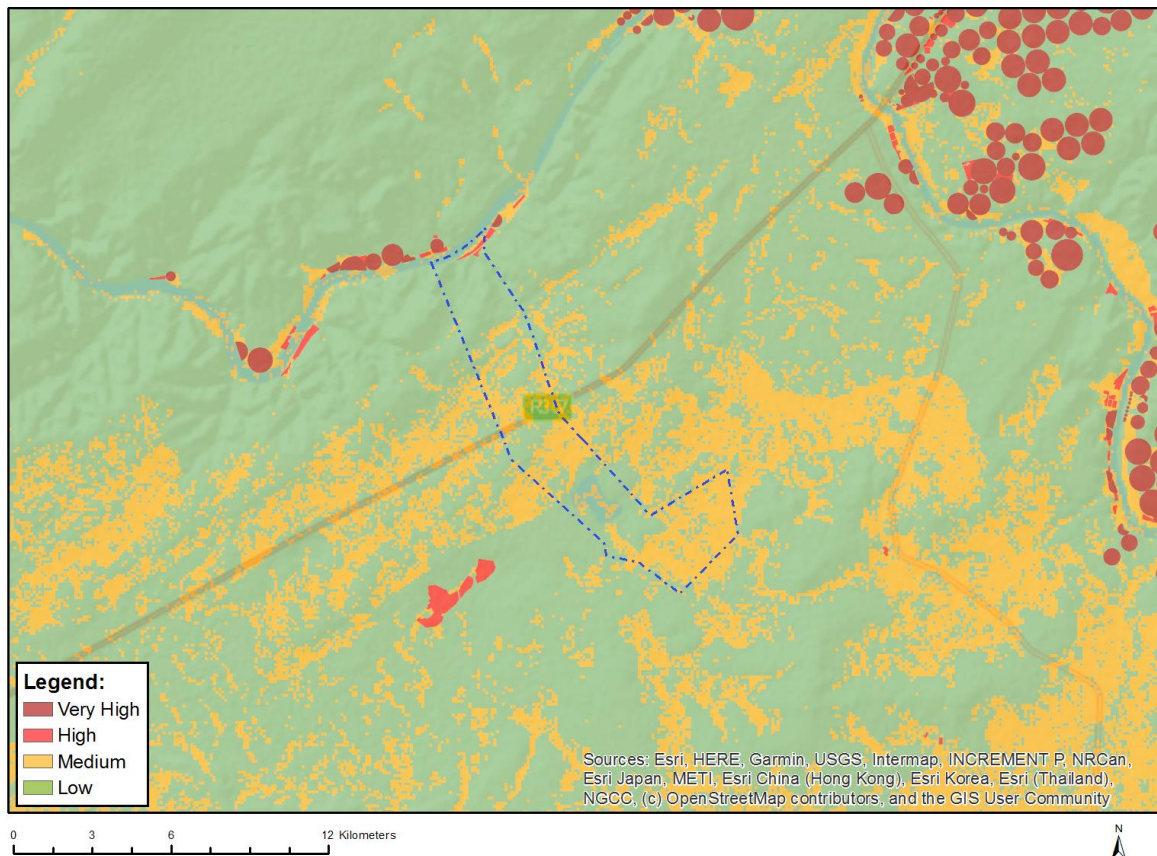 Legend:
Very High
High
Medium
Low
Sources: Esri, HERE, Garmin, USGS, Intermap, INCREMENT P, NRCan,
Esri Japan, METI, Esri China (Hong Kong), Esri Korea, Esri (Thailand),
NGCC, (c) OpenStreetMap contributors, and the GIS User Community
0 3 6 12 Kilometers
N